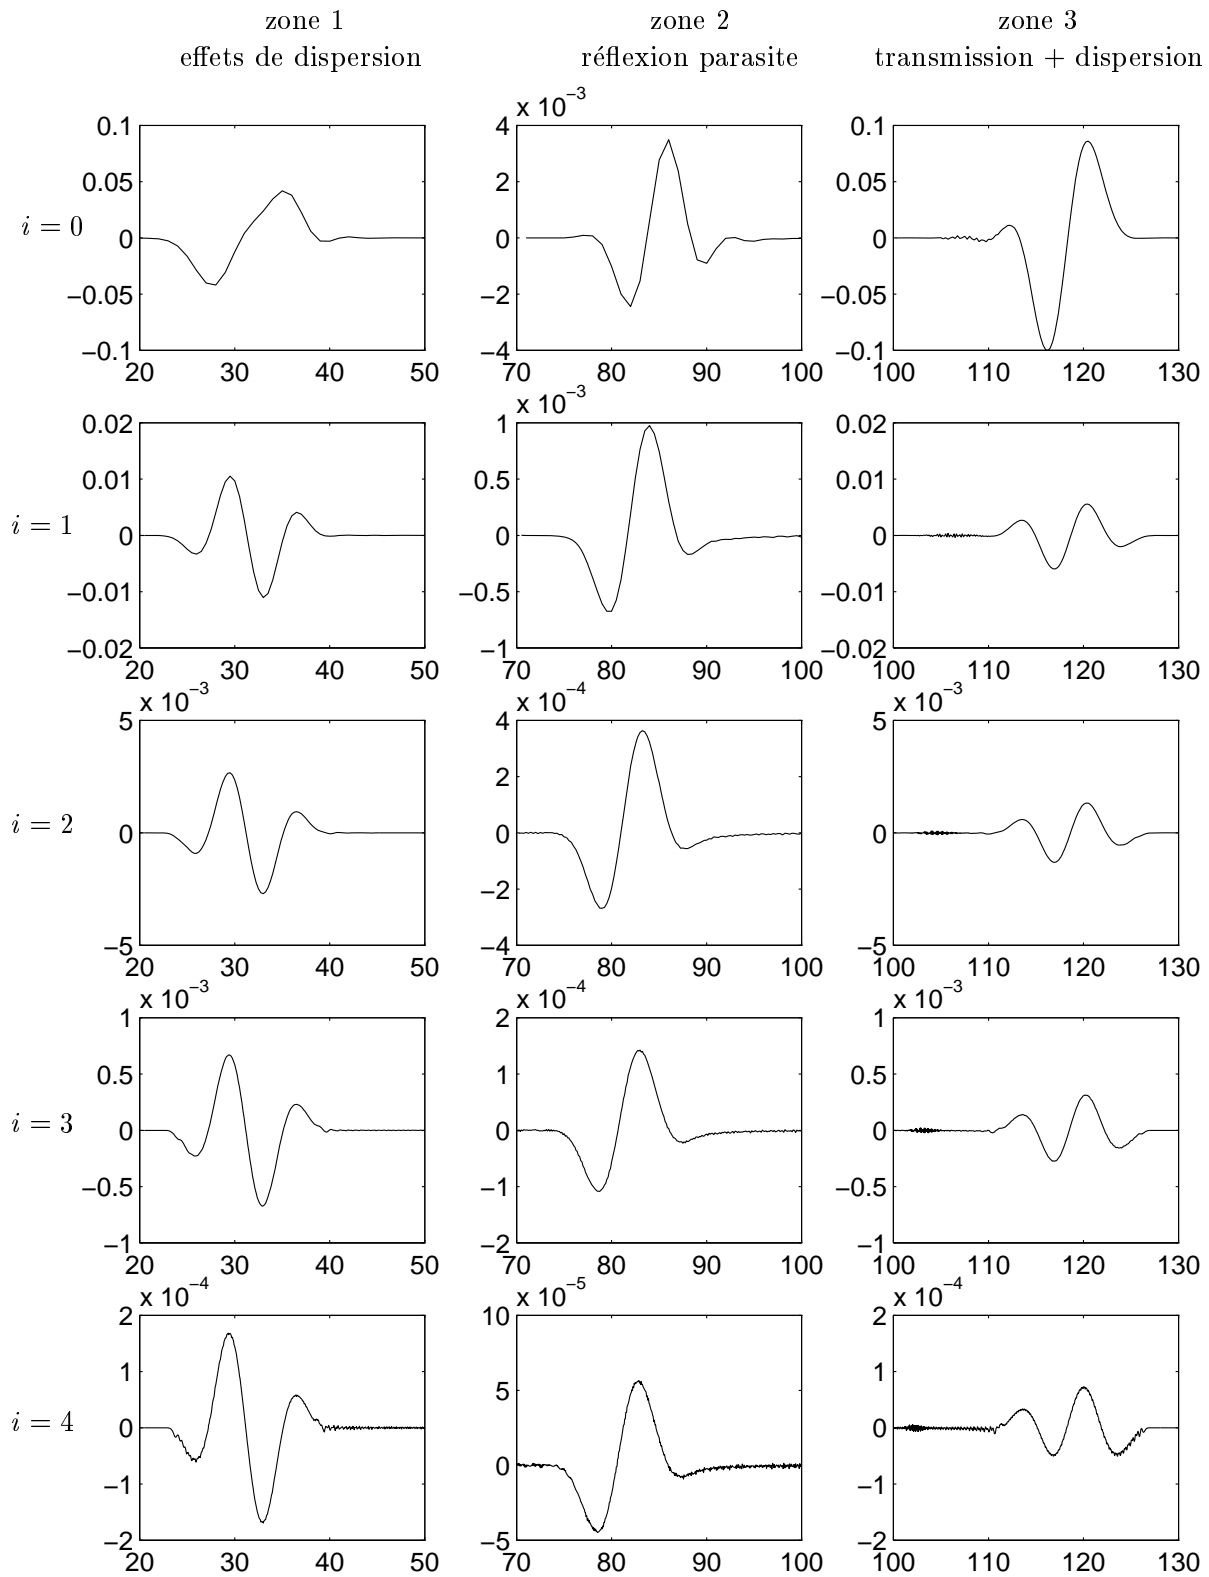 zone 1 zone 2 zone 3
effets de dispersion réflexion parasite transmission + dispersion
x 10⁻³
0.1 4 0.1
0.05 2 0.05
i = 0 0 0 0
−0.05 −2 −0.05
−0.1 −4 −0.1
20 30 40 50 70 80 90 100 100 110 120 130
x 10⁻³
0.02 1 0.02
0.01 0.5 0.01
i = 1 0 0 0
−0.01 −0.5 −0.01
−0.02 −1 −0.02
20 30 40 50 70 80 90 100 100 110 120 130
x 10⁻³ x 10⁻⁴ x 10⁻³
5 4 5
2
i = 2 0 0 0
−2
−5 −4 −5
20 30 40 50 70 80 90 100 100 110 120 130
x 10⁻³ x 10⁻⁴ x 10⁻³
1 2 1
0.5 1 0.5
i = 3 0 0 0
−0.5 −1 −0.5
−1 −2 −1
20 30 40 50 70 80 90 100 100 110 120 130
x 10⁻⁴ x 10⁻⁵ x 10⁻⁴
2 10 2
1 5 1
i = 4 0 0 0
−1 −1
−2 −5 −2
20 30 40 50 70 80 90 100 100 110 120 130